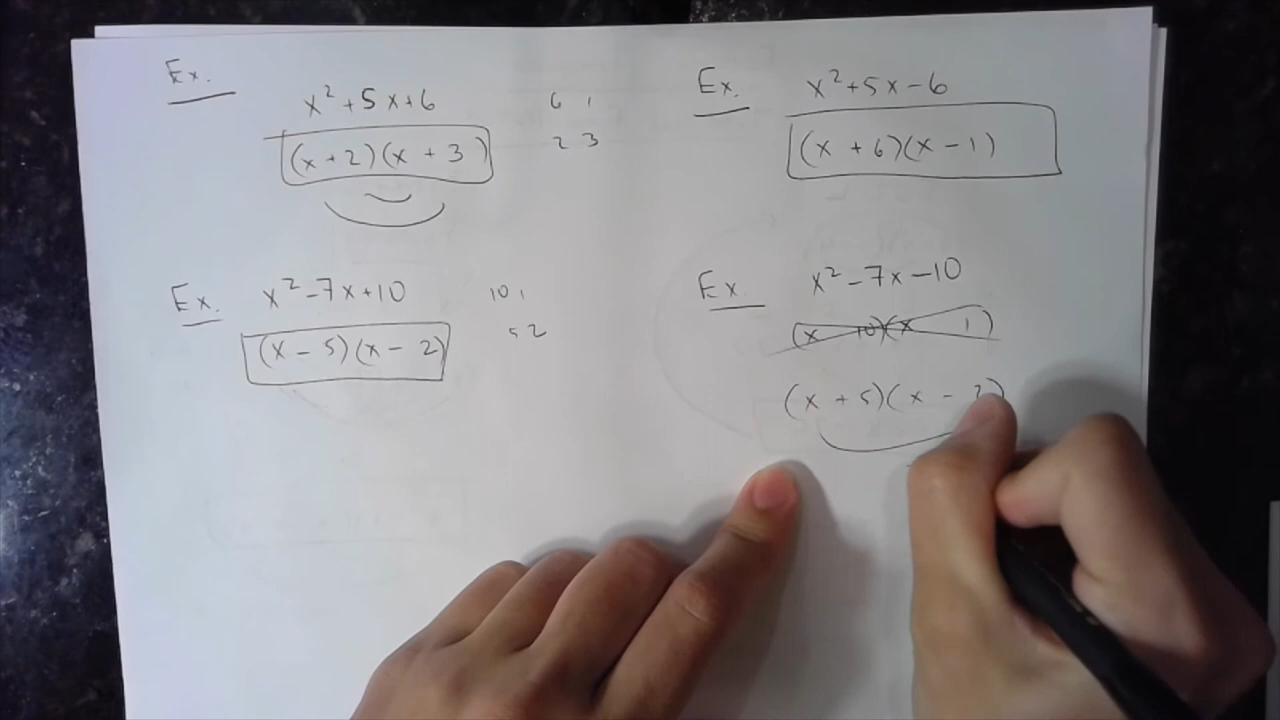 Ex.
x²+5x+6
6 1
(x+2)(x+3)
2 3
Ex.
x²+5x-6
(x+6)(x-1)
Ex.
x²-7x+10
10 1
(x-5)(x-2)
5 2
Ex.
x²-7x-10
(x 10)(x 1)
(x+5)(x-